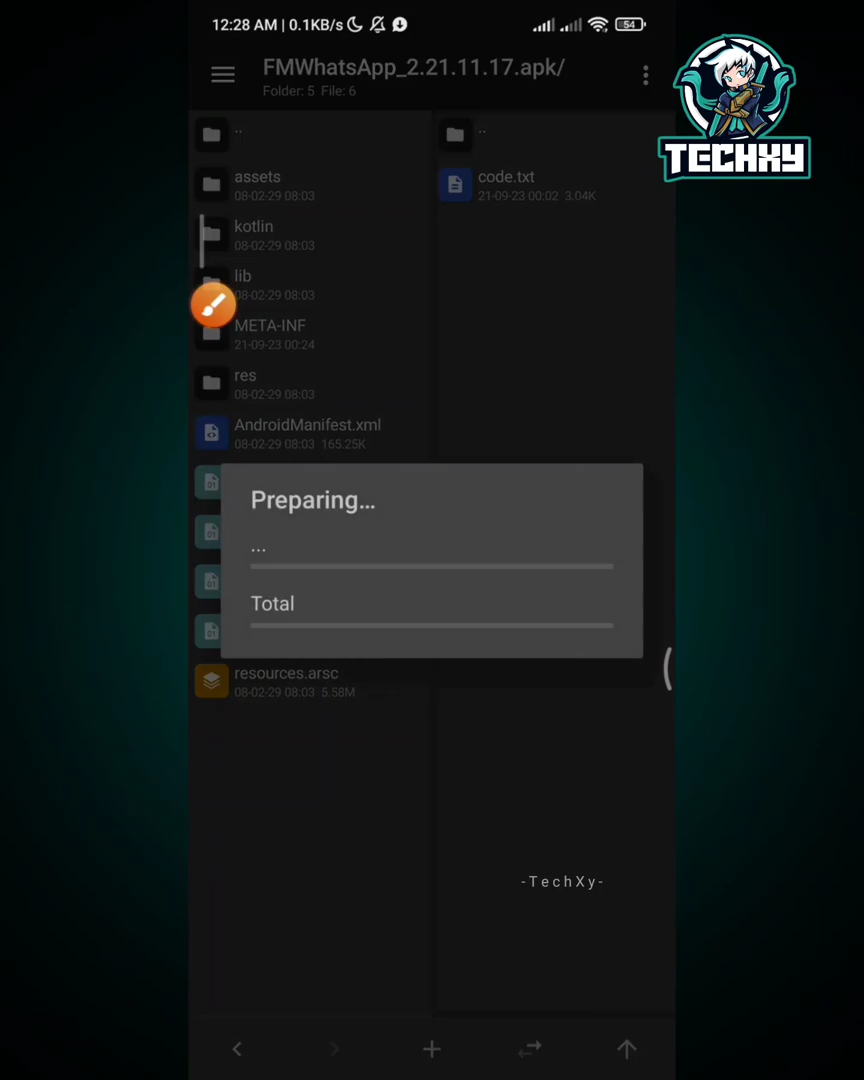 12:28 AM | 0.1KB/s
54
FMWhatsApp_2.21.11.17.apk/
Folder: 5 File: 6
TECHXY
..
..
assets
08-02-29 08:03
code.txt
21-09-23 00:02 3.04K
kotlin
08-02-29 08:03
lib
08-02-29 08:03
META-INF
21-09-23 00:24
res
08-02-29 08:03
AndroidManifest.xml
08-02-29 08:03 165.25K
Preparing...
...
Total
resources.arsc
08-02-29 08:03 5.58M
-TechXy-